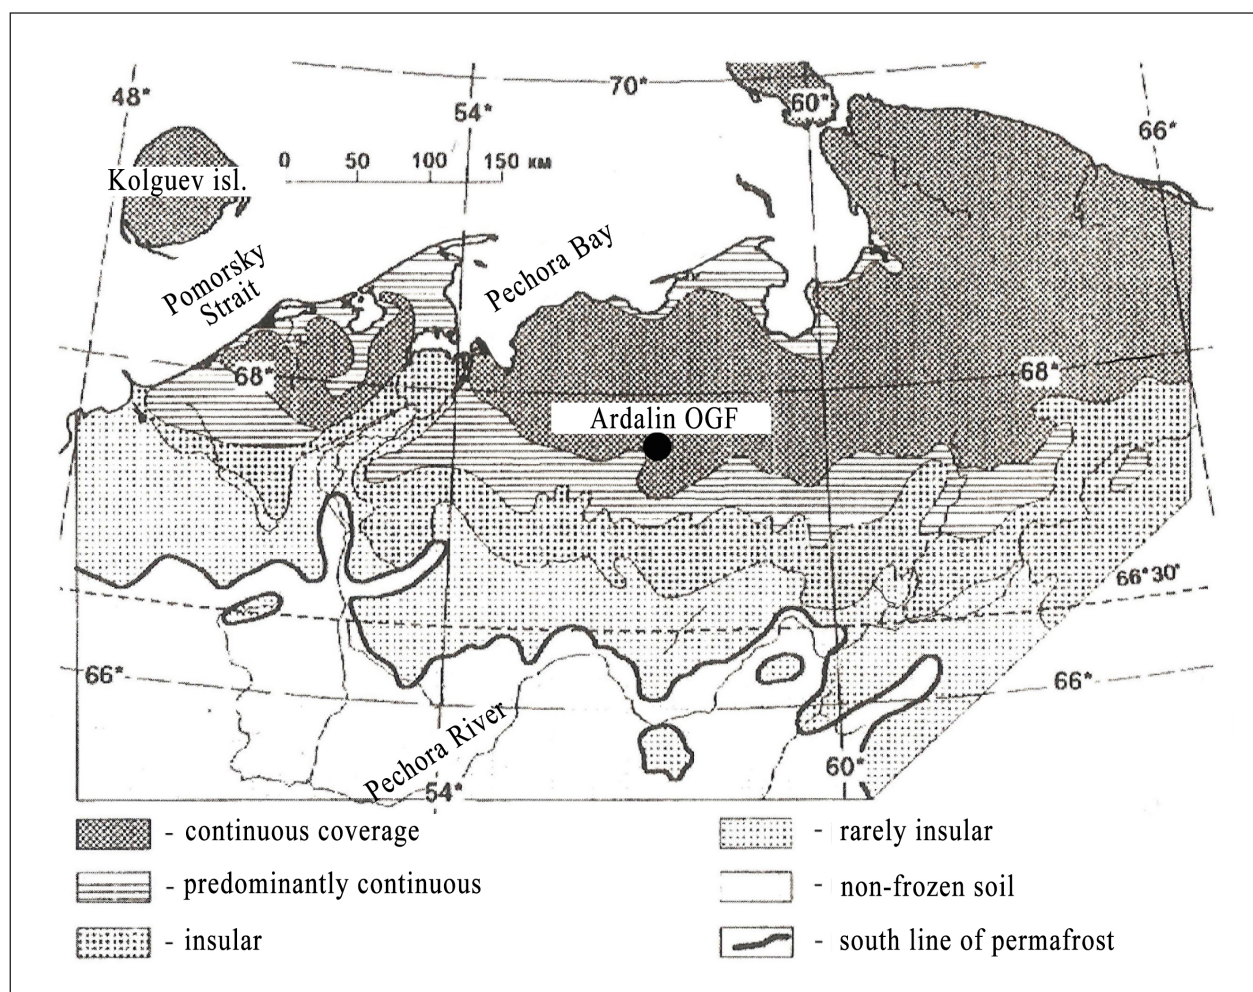 70*
48*
54*
60*
66*
0 50 100 150 км
Kolguev isl.
Pomorsky
Strait
Pechora Bay
68*
68*
Ardalin OGF
66*30'
66*
66*
Pechora River
54*
60*
- continuous coverage
- predominantly continuous
- insular
- rarely insular
- non-frozen soil
- south line of permafrost